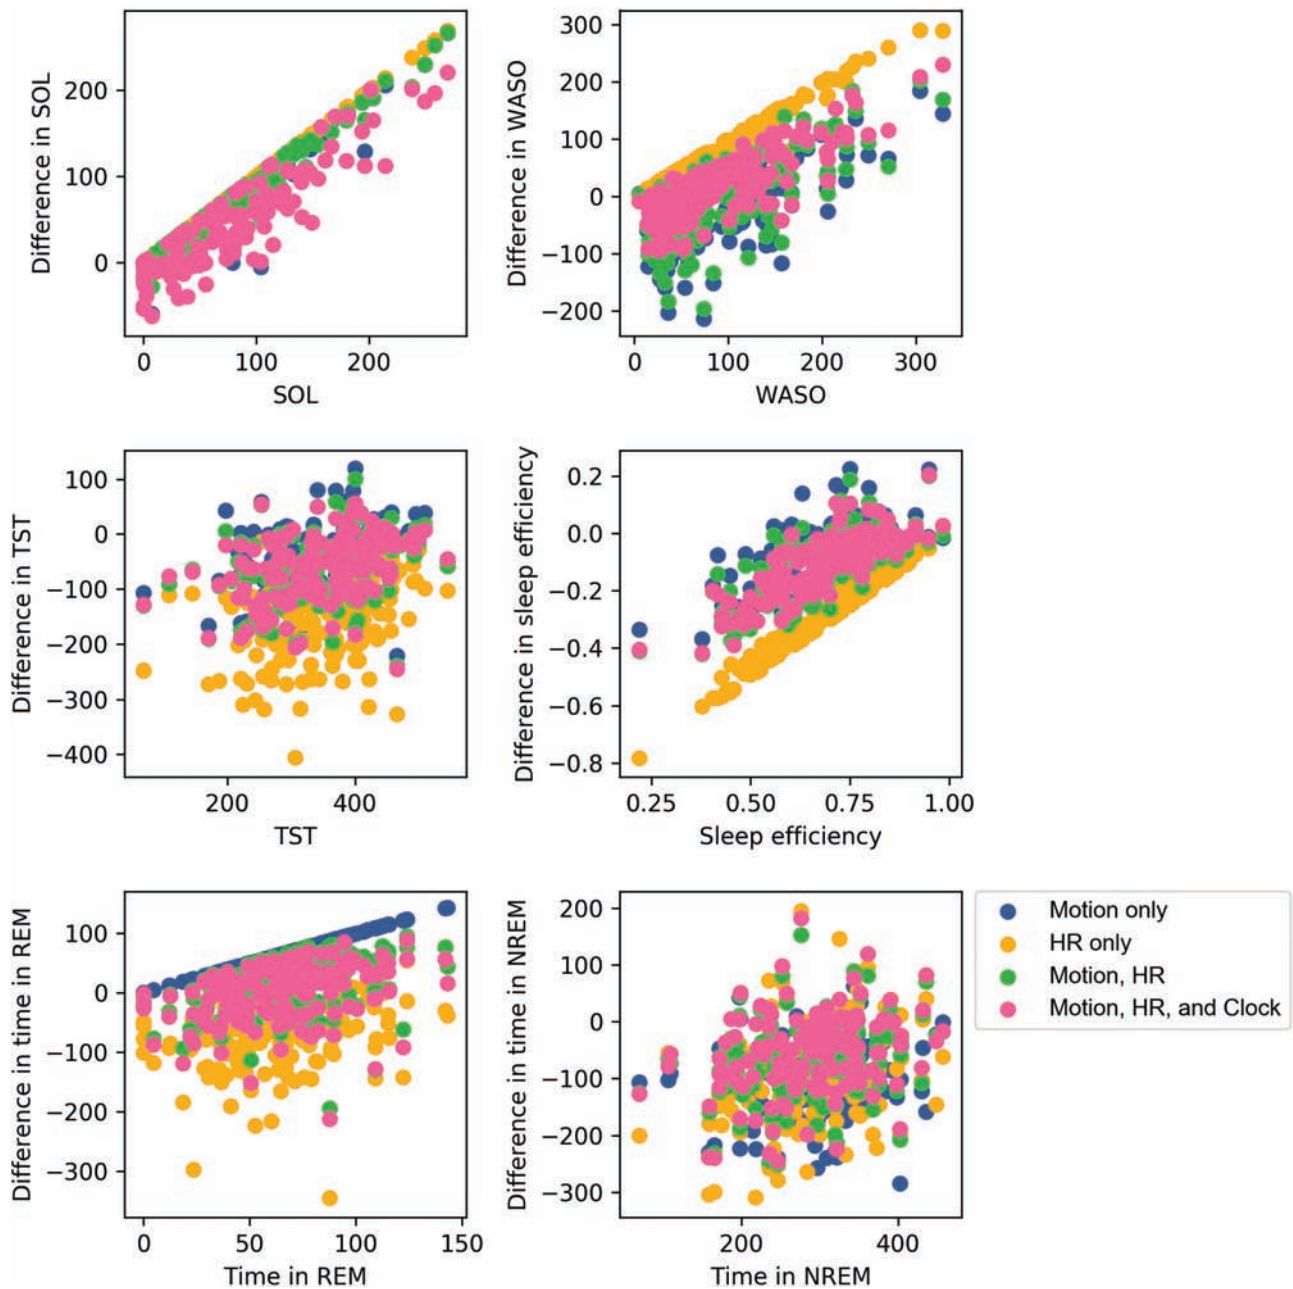 Difference in SOL
200
100
0
0 100 200
SOL
Difference in WASO
300
200
100
0
−100
−200
0 100 200 300
WASO
Difference in TST
100
0
−100
−200
−300
−400
200 400
TST
Difference in sleep efficiency
0.2
0.0
−0.2
−0.4
−0.6
−0.8
0.25 0.50 0.75 1.00
Sleep efficiency
Difference in time in REM
100
0
−100
−200
−300
0 50 100 150
Time in REM
Difference in time in NREM
200
100
0
−100
−200
−300
200 400
Time in NREM
Motion only
HR only
Motion, HR
Motion, HR, and Clock